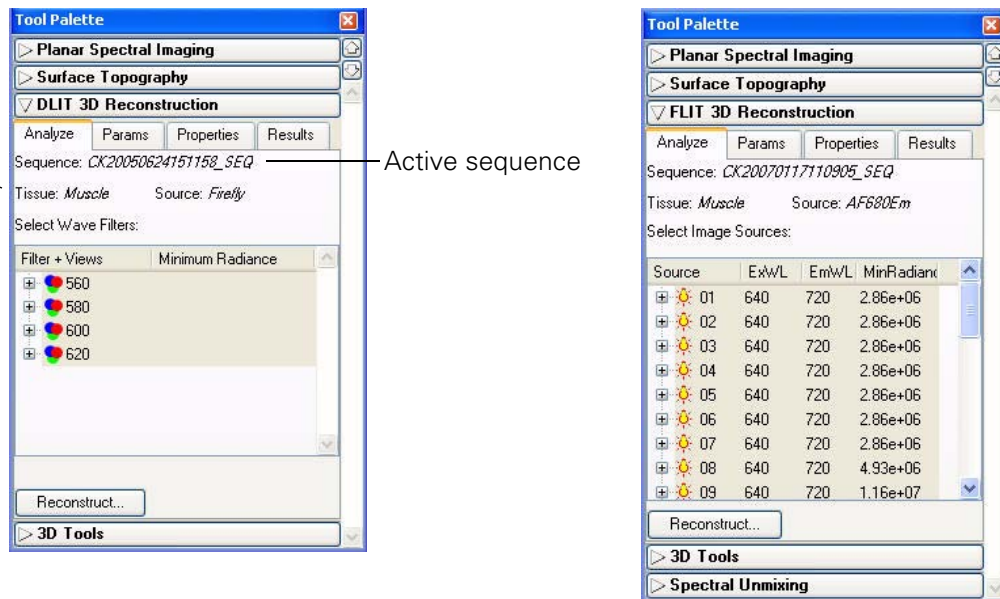 Tool Palette
Planar Spectral Imaging
Surface Topography
DLIT 3D Reconstruction
Analyze Params Properties Results
Sequence: CK20050624151158_SEQ
Active sequence
Tissue: Muscle Source: Firefly
Select Wave Filters:
Filter + Views Minimum Radiance
560
580
600
620
Reconstruct...
3D Tools
Tool Palette
Planar Spectral Imaging
Surface Topography
FLIT 3D Reconstruction
Analyze Params Properties Results
Sequence: CK20070117110905_SEQ
Tissue: Muscle Source: AF680Em
Select Image Sources:
Source ExWL EmWL MinRadianc
01 640 720 2.86e+06
02 640 720 2.86e+06
03 640 720 2.86e+06
04 640 720 2.86e+06
05 640 720 2.86e+06
06 640 720 2.86e+06
07 640 720 2.86e+06
08 640 720 4.93e+06
09 640 720 1.16e+07
Reconstruct...
3D Tools
Spectral Unmixing